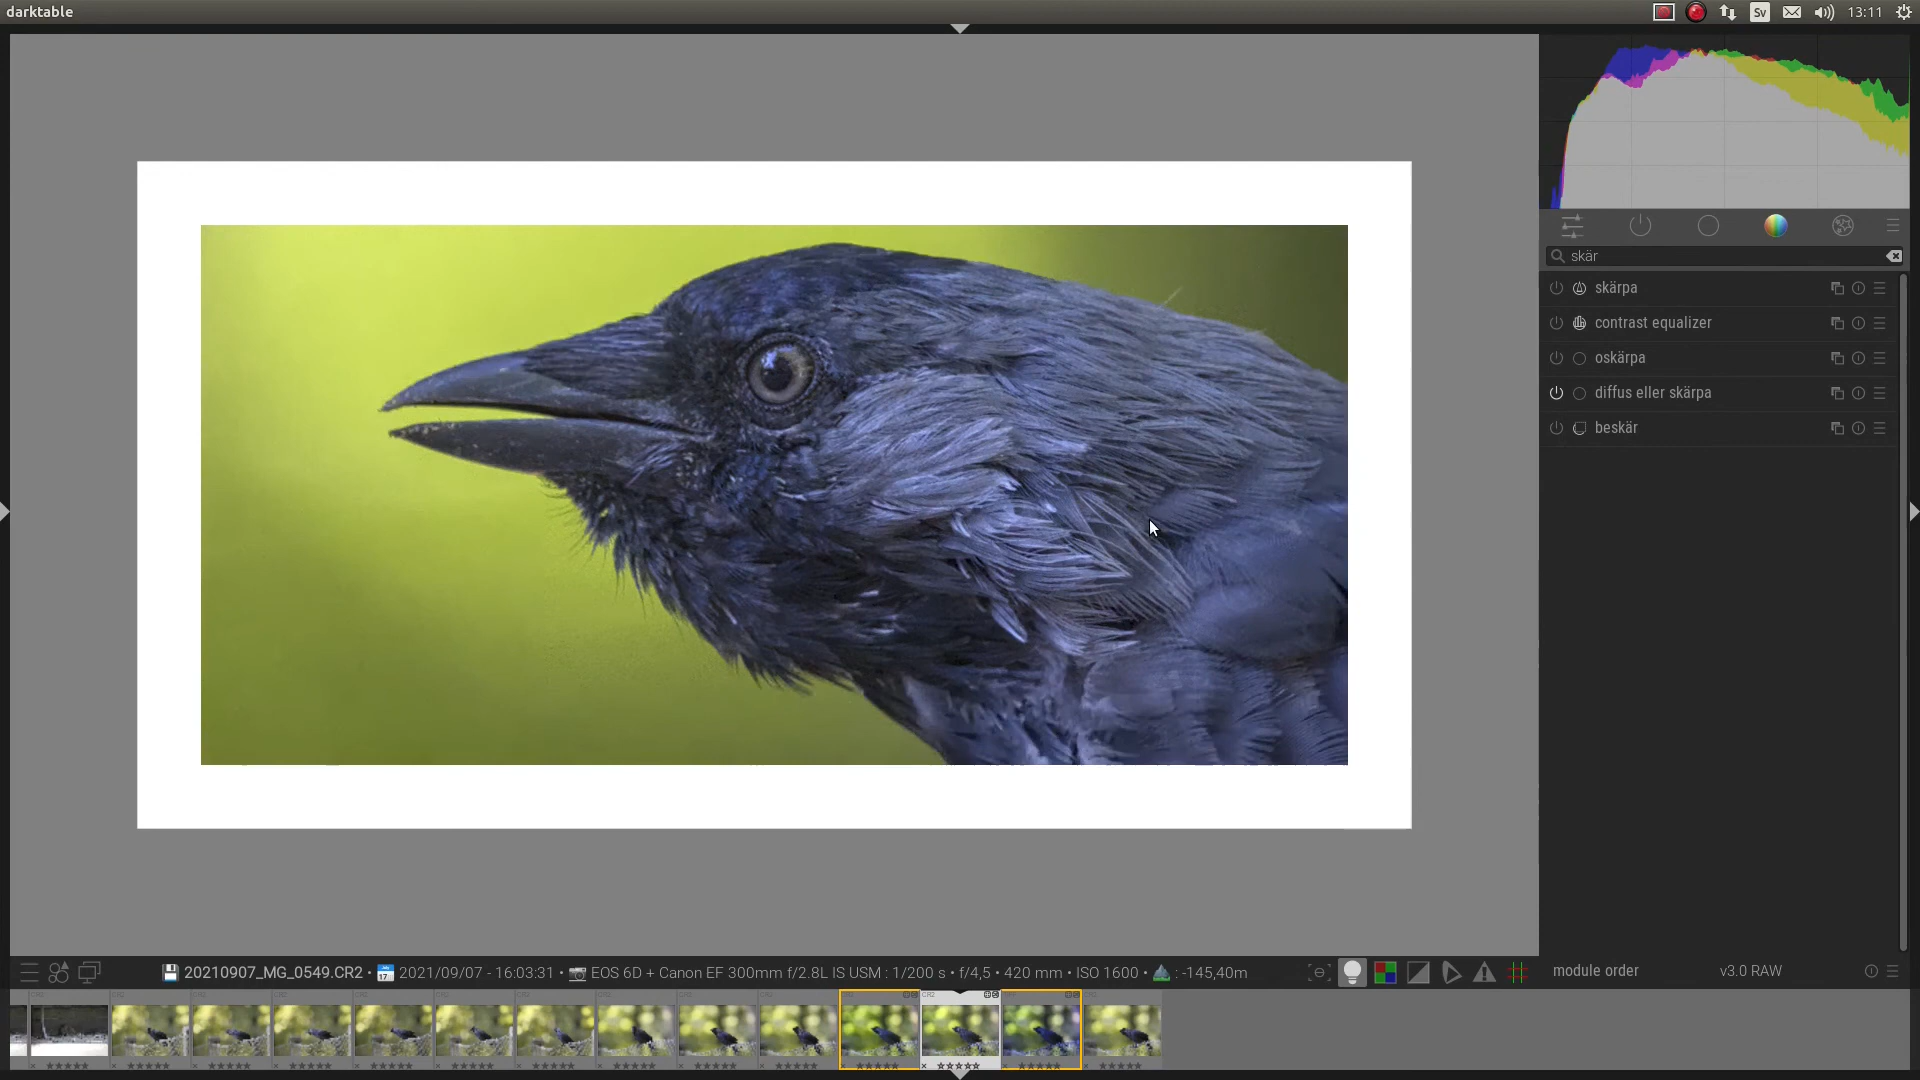 darktable
Sv
13:11
skär
skärpa
contrast equalizer
oskärpa
diffus eller skärpa
beskär
20210907_MG_0549.CR2 • 2021/09/07 - 16:03:31 • EOS 6D + Canon EF 300mm f/2.8L IS USM : 1/200 s • f/4,5 • 420 mm • ISO 1600 • : -145,40m
module order
v3.0 RAW
CR2